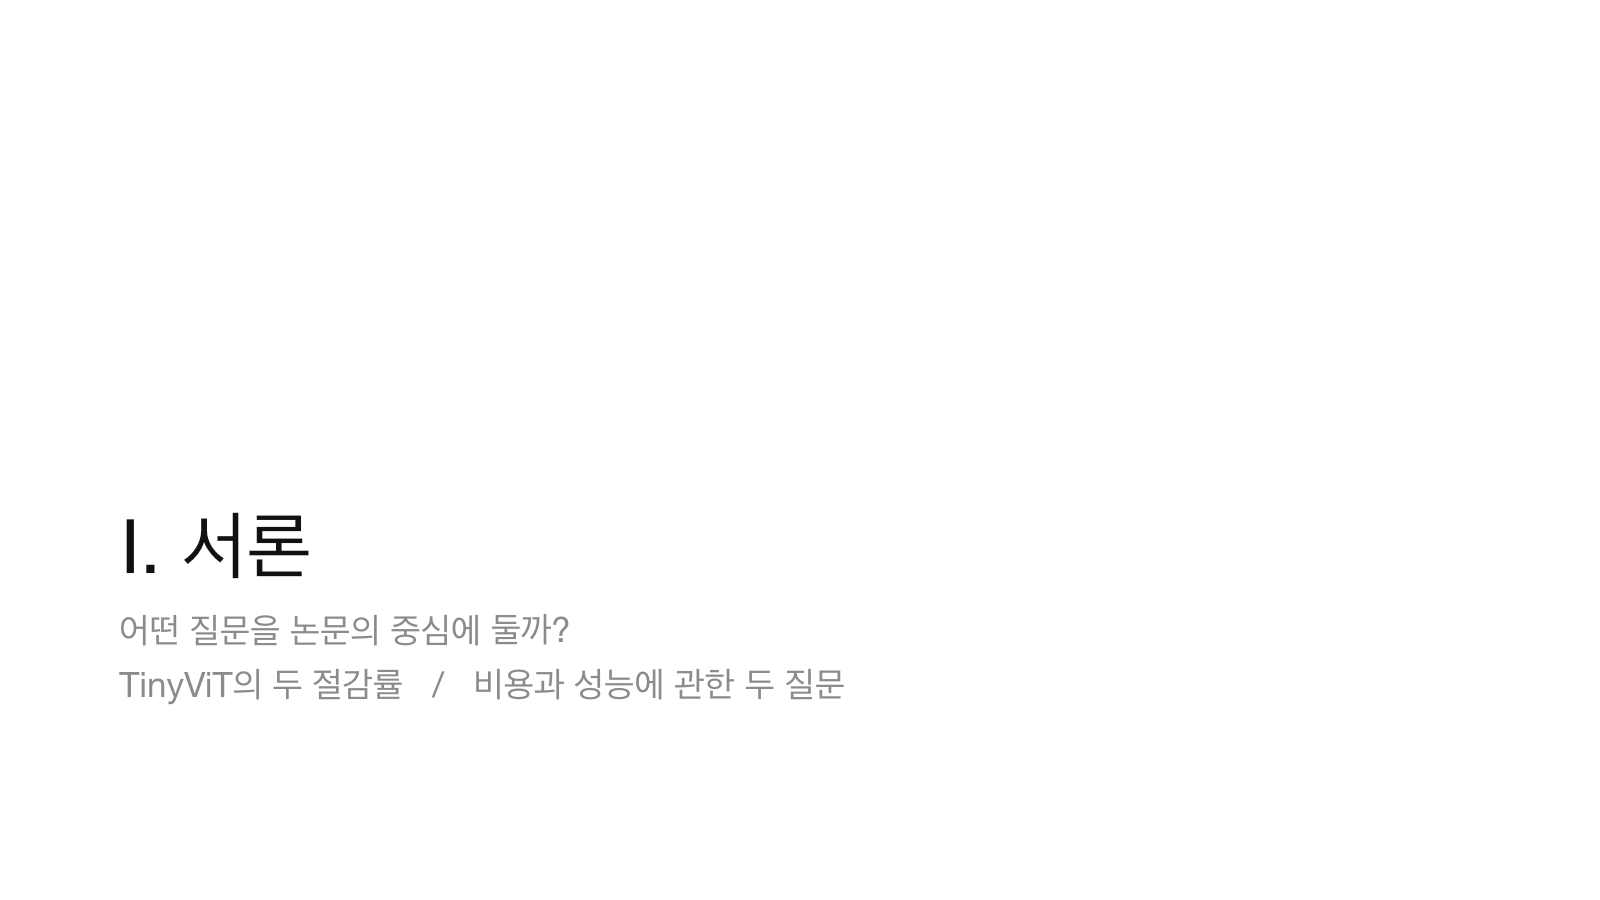 I. 서론
어떤 질문을 논문의 중심에 둘까?
TinyViT의 두 절감률 / 비용과 성능에 관한 두 질문